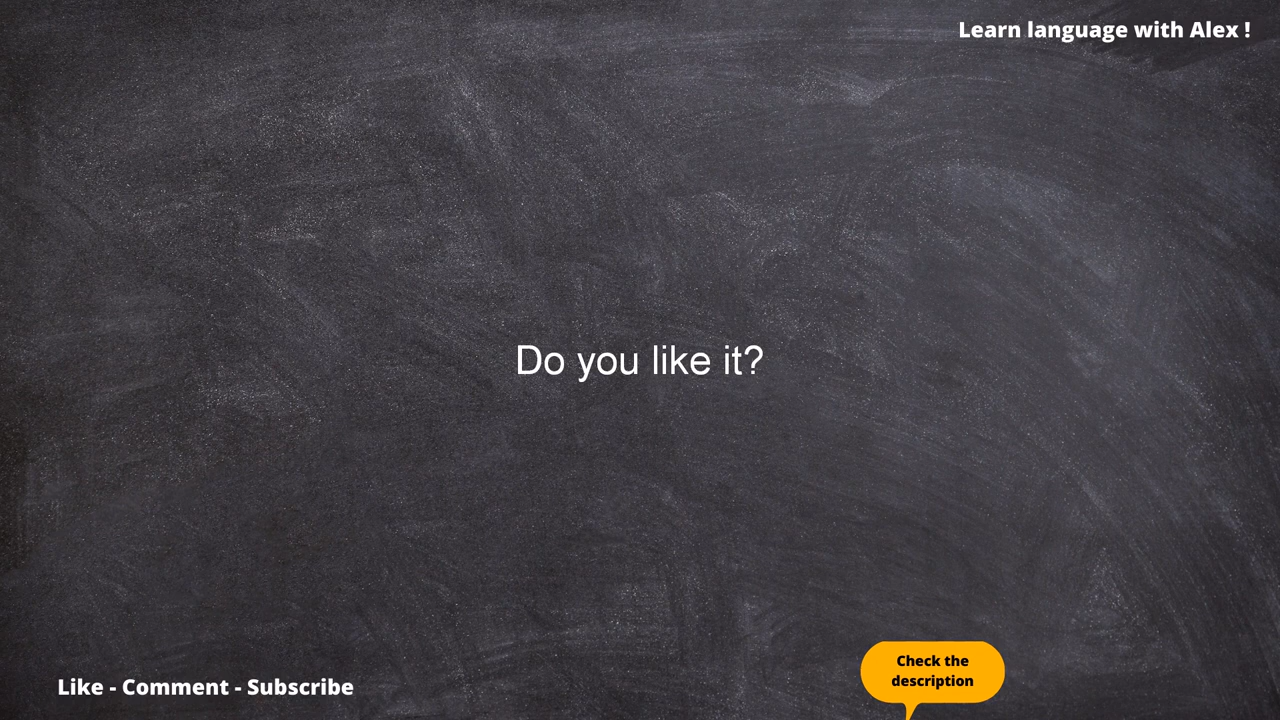 Learn language with Alex !
Do you like it?
Check the
description
Like - Comment - Subscribe